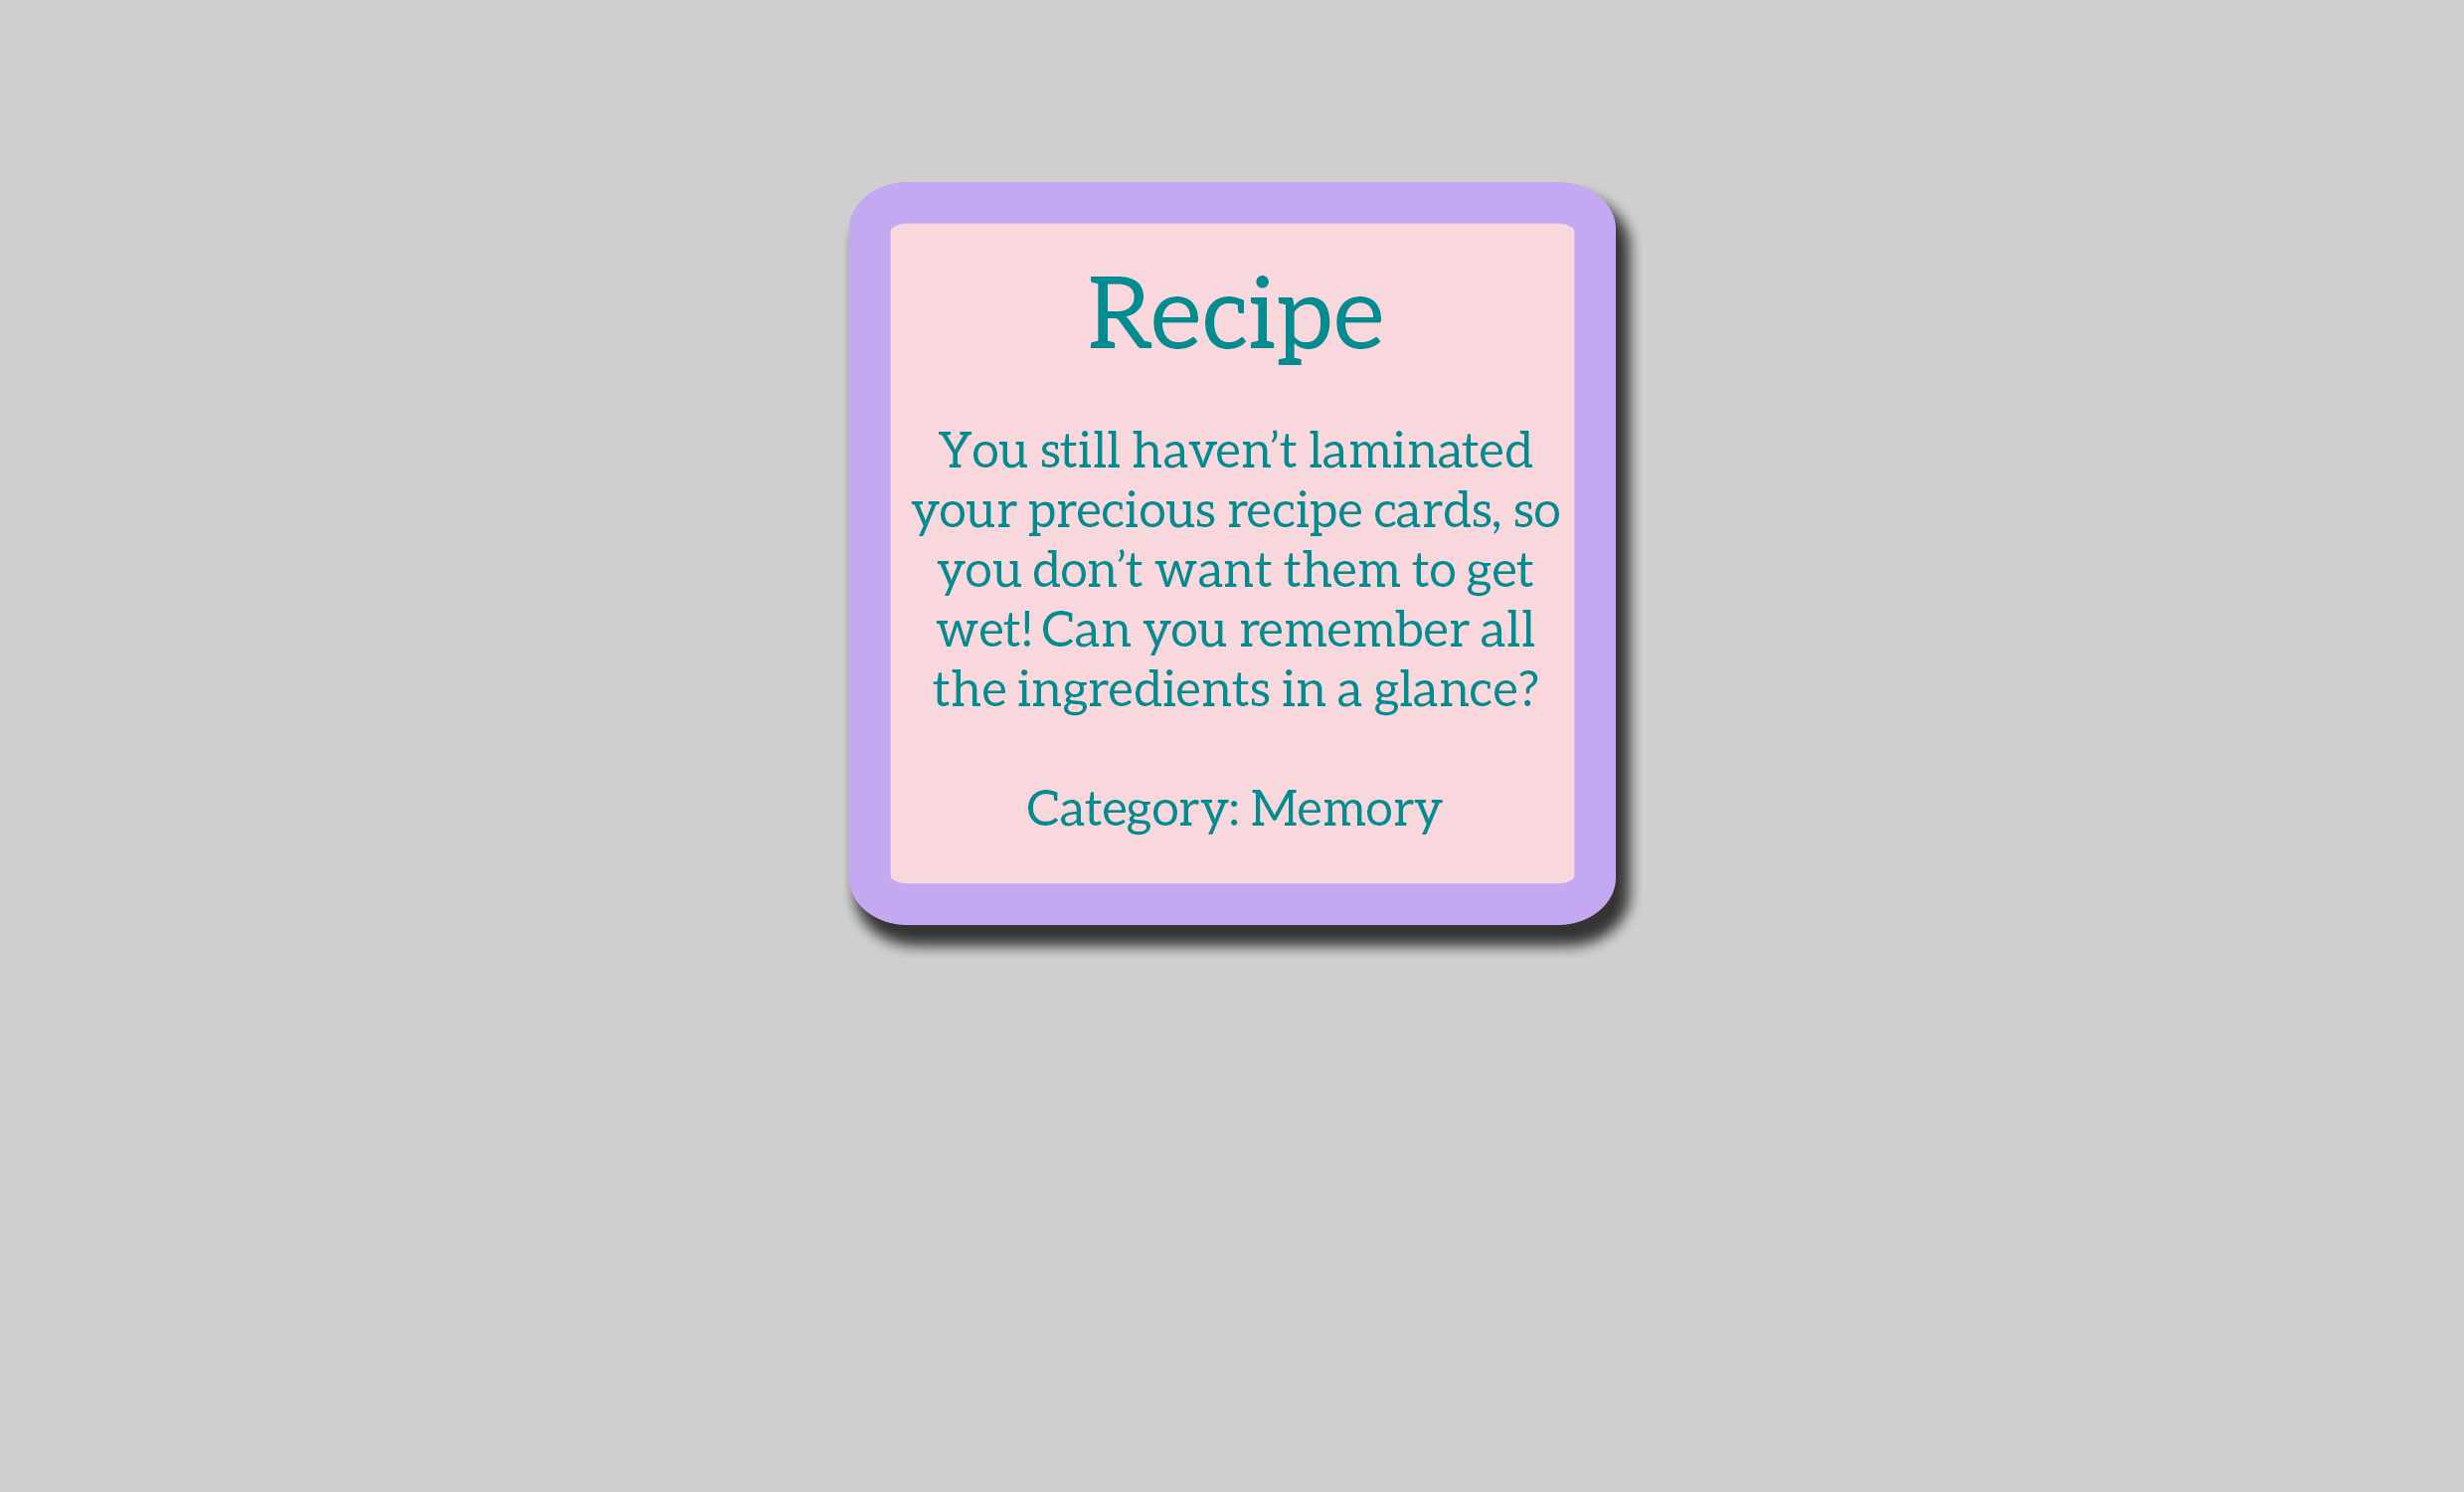 Recipe
You still haven’t laminated
your precious recipe cards, so
you don’t want them to get
wet! Can you remember all
the ingredients in a glance?
Category: Memory